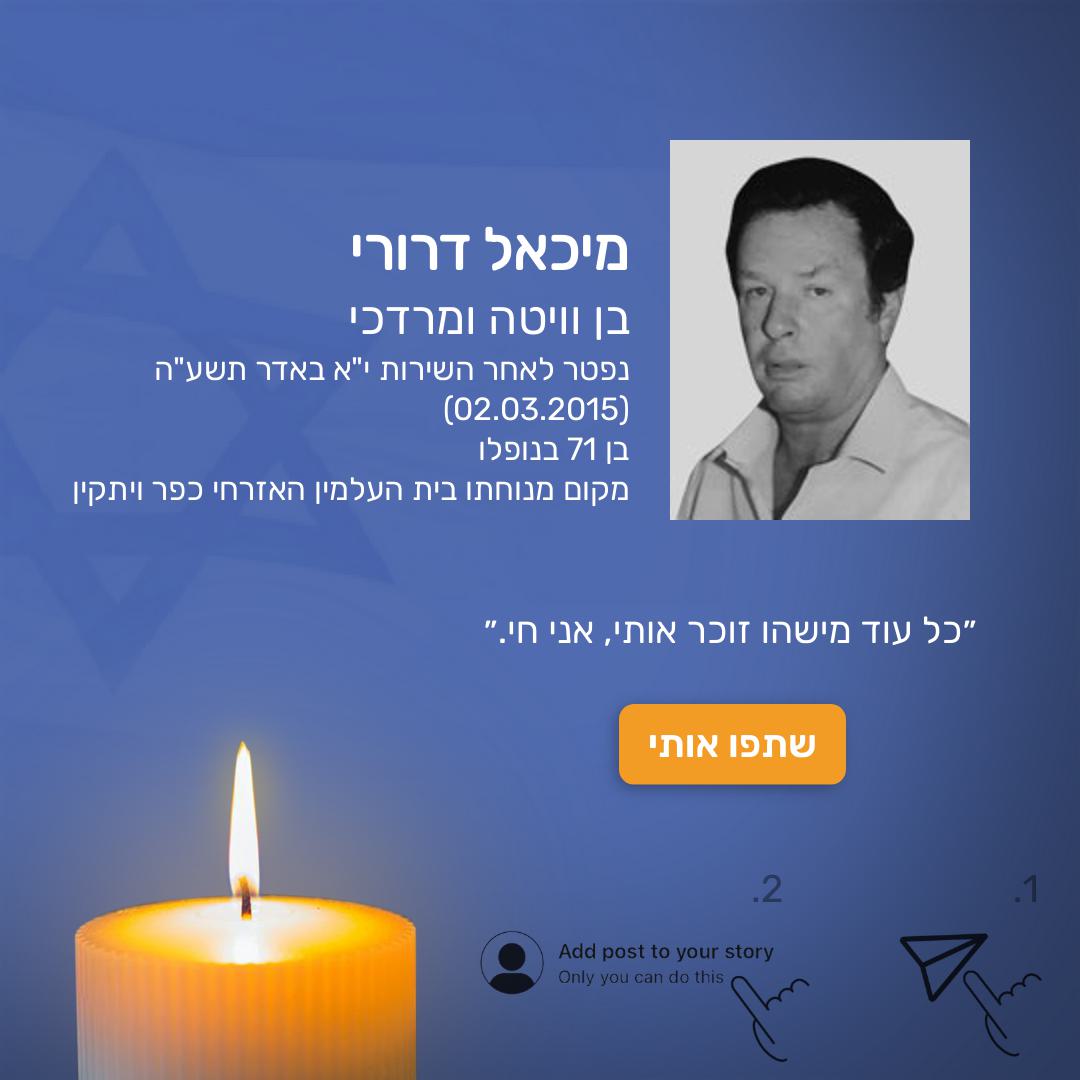 מיכאל דרורי
בן וויטה ומרדכי
נפטר לאחר השירות י"א באדר תשע"ה
(02.03.2015)
בן 71 בנופלו
מקום מנוחתו בית העלמין האזרחי כפר ויתקין
״כל עוד מישהו זוכר אותי, אני חי.״
שתפו אותי
1.
2.
Add post to your story
Only you can do this